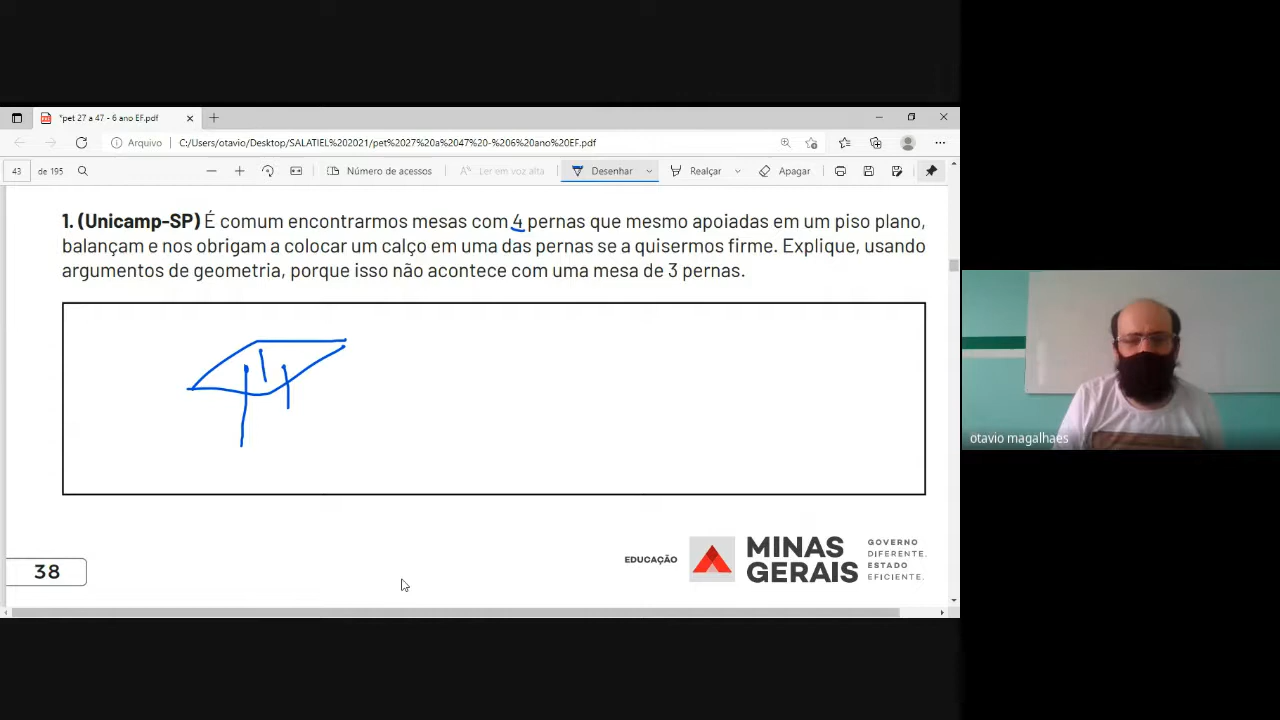 *pet 27 a 47 - 6 ano EF.pdf
Arquivo
C:/Users/otavio/Desktop/SALATIEL%202021/pet%2027%20a%2047%20-%206%20ano%20EF.pdf
43 de 195
Número de acessos
Ler em voz alta
Desenhar
Realçar
Apagar
1. (Unicamp-SP) É comum encontrarmos mesas com 4 pernas que mesmo apoiadas em um piso plano,
balançam e nos obrigam a colocar um calço em uma das pernas se a quisermos firme. Explique, usando
argumentos de geometria, porque isso não acontece com uma mesa de 3 pernas.
38
EDUCAÇÃO
MINAS
GERAIS
GOVERNO
DIFERENTE.
ESTADO
EFICIENTE.
otavio magalhaes